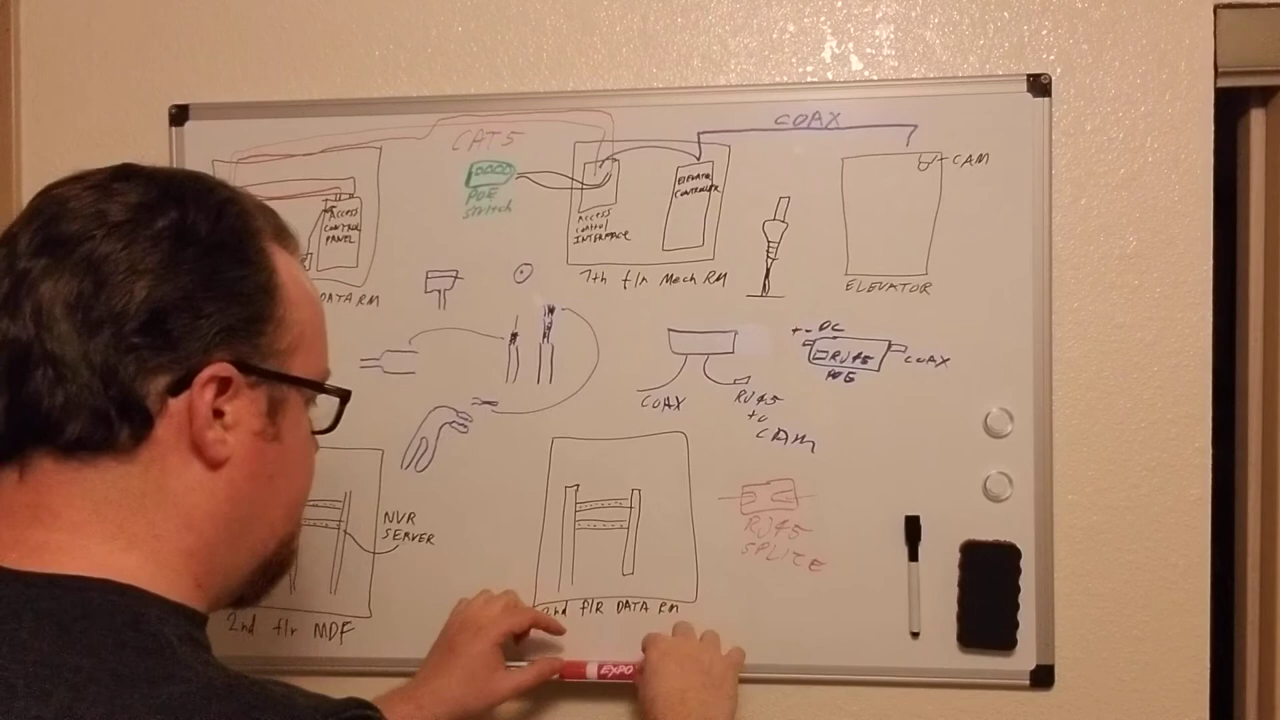 CAT5
COAX
CAM
POE
switch
ACCESS
CONTROL
PANEL
ACCESS
control
INTERFACE
ELEVATOR
CONTROLLER
DATA RM
7th flr Mech RM
ELEVATOR
+- DC
RJ45
POE
COAX
COAX
RJ45
to
CAM
NVR
SERVER
RJ45
SPLICE
2nd flr MDF
2nd flR DATA RM
EXPO